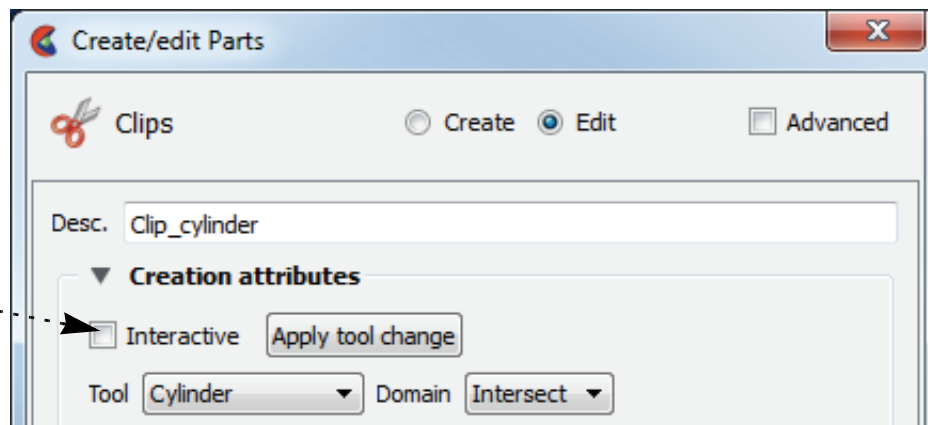 Create/edit Parts
Clips Create Edit Advanced
Desc. Clip_cylinder
Creation attributes
Interactive Apply tool change
Tool Cylinder Domain Intersect